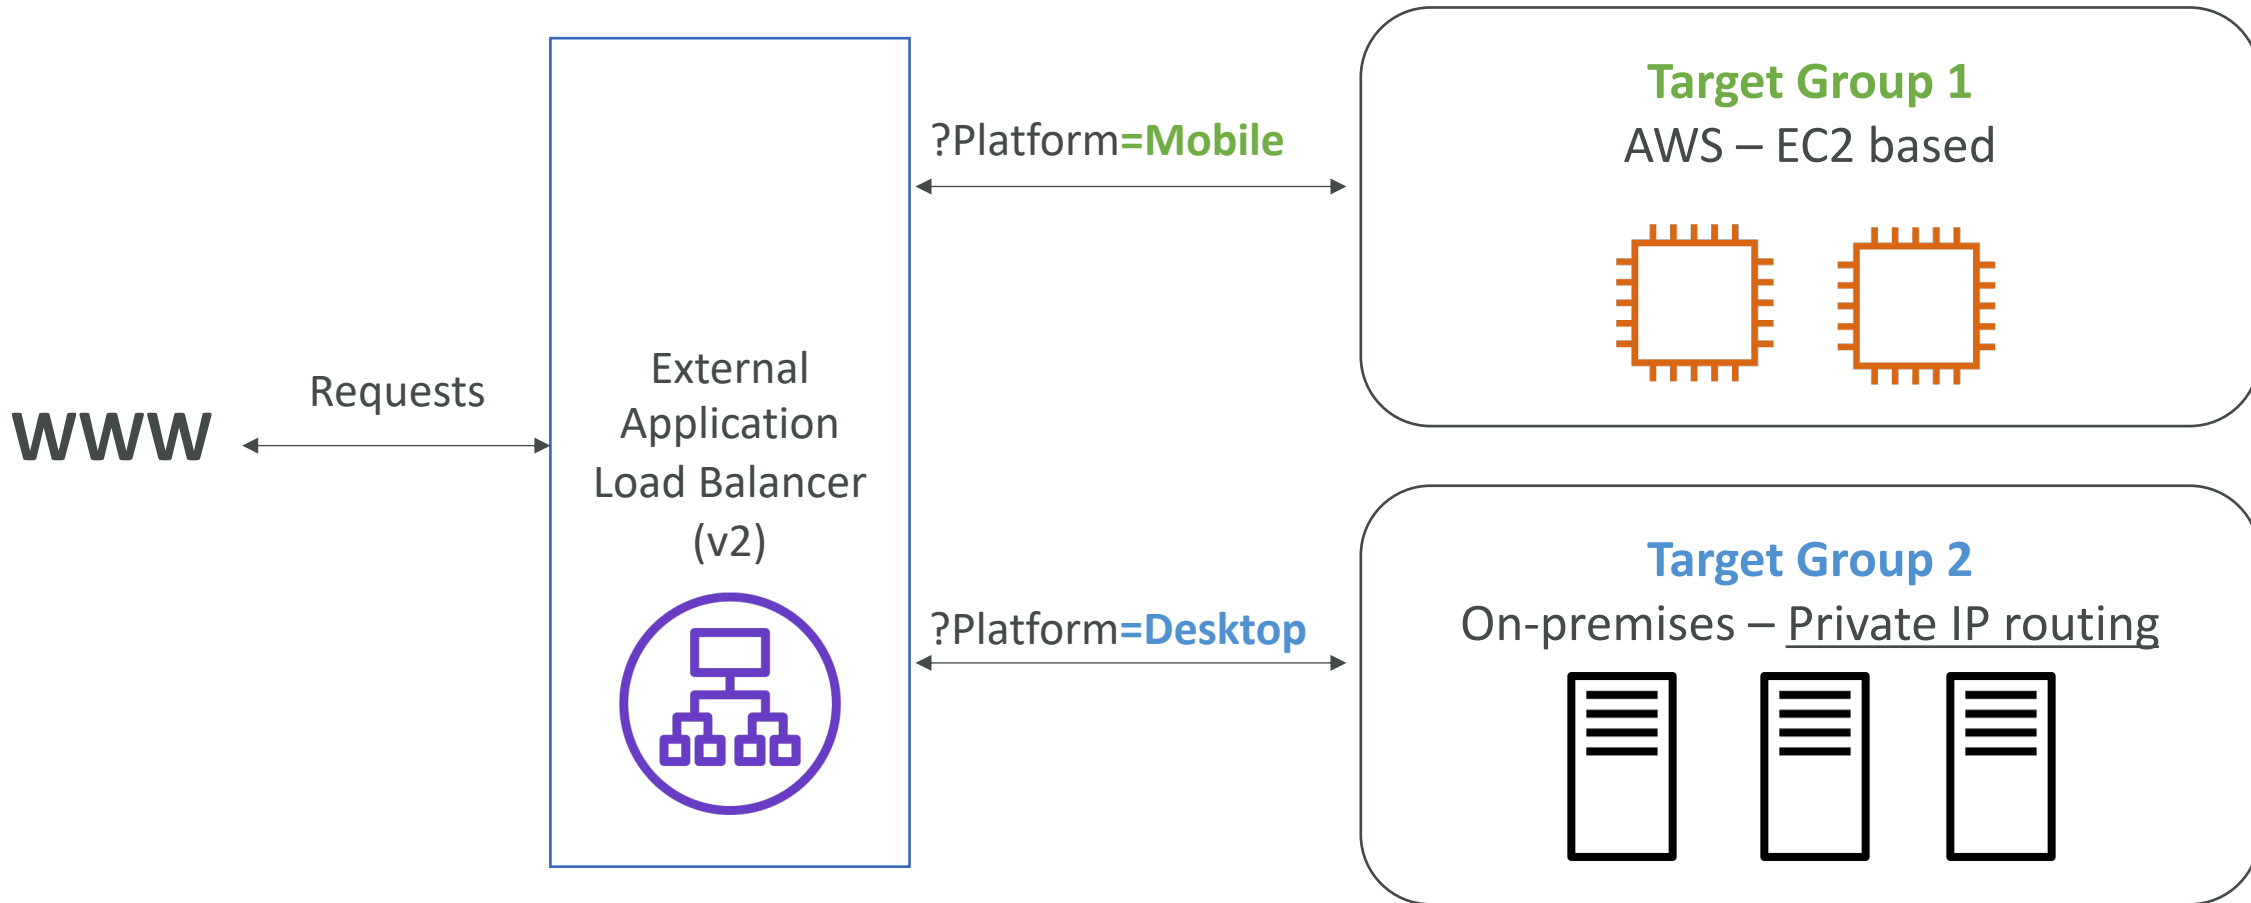 WWW
Requests
External
Application
Load Balancer
(v2)
?Platform=Mobile
?Platform=Desktop
Target Group 1
AWS – EC2 based
Target Group 2
On-premises – Private IP routing